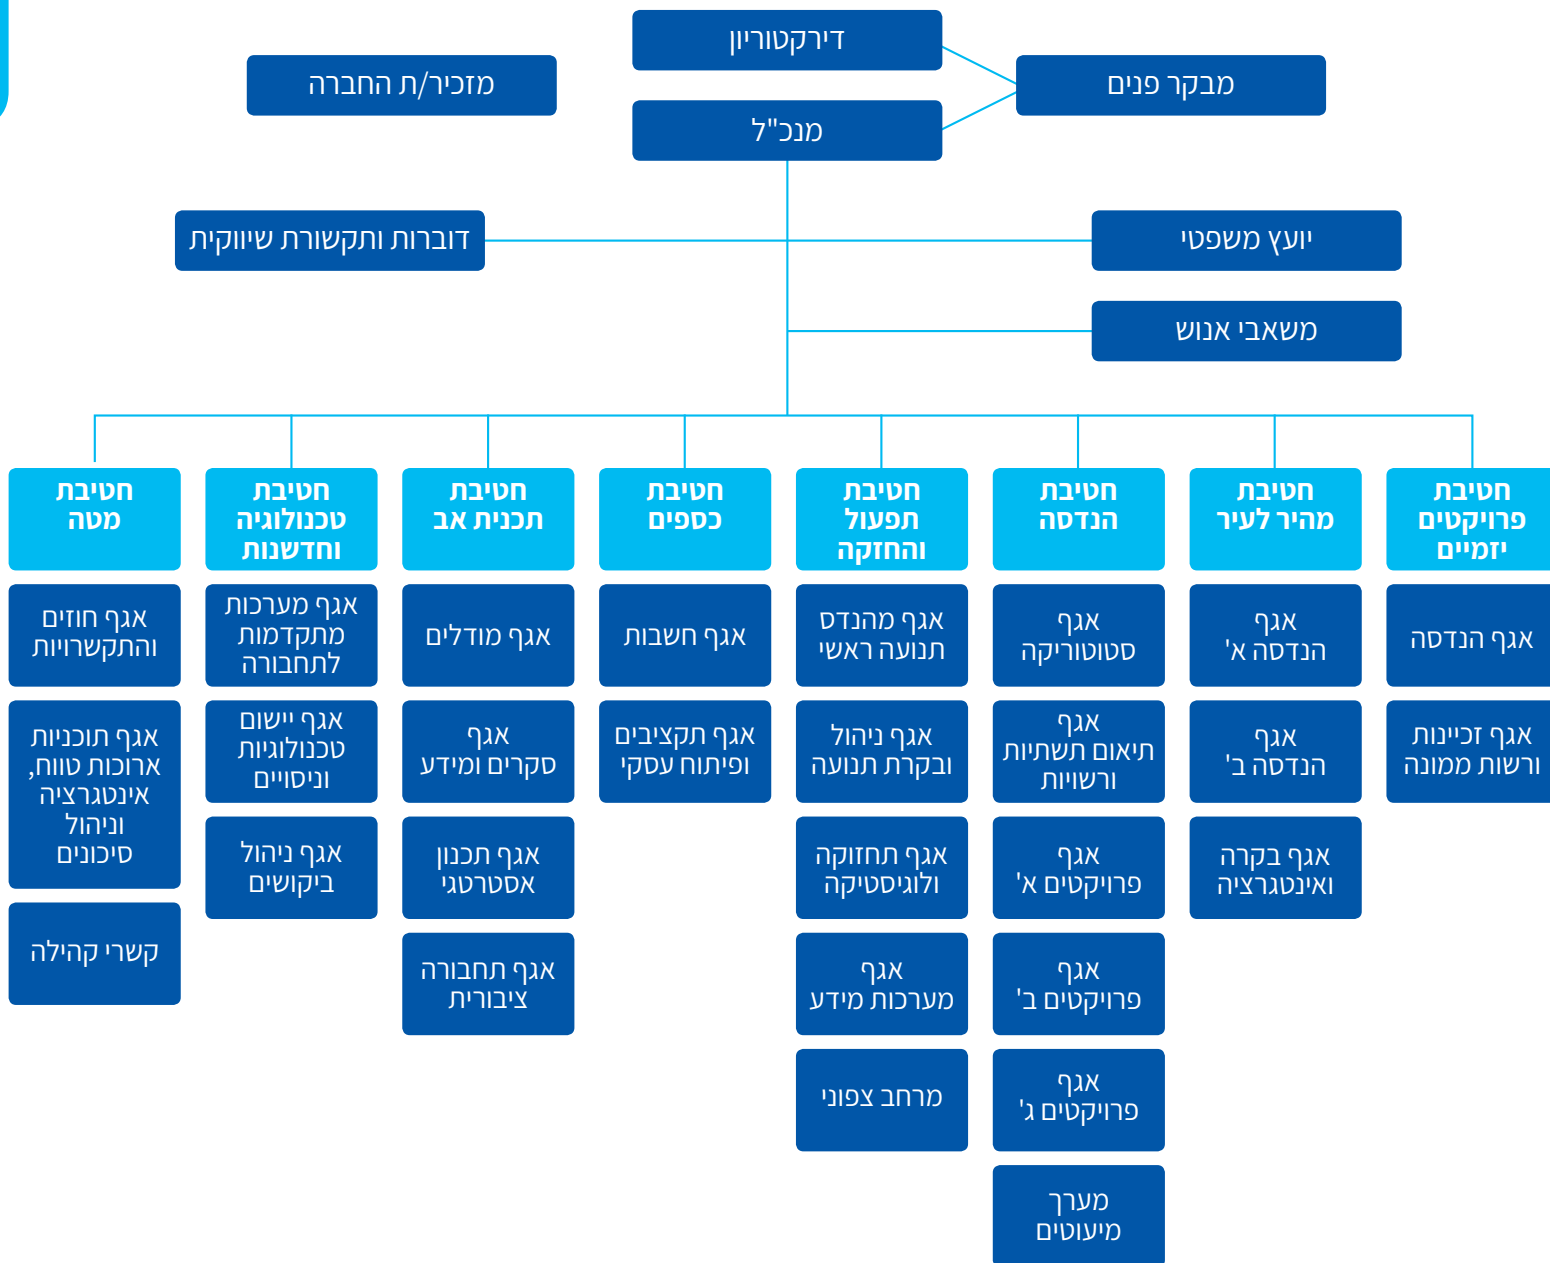 דירקטוריון
מבקר פנים
מזכיר/ת החברה
מנכ"ל
יועץ משפטי
דוברות ותקשורת שיווקית
משאבי אנוש
חטיבת
פרויקטים
יזמיים
אגף הנדסה
אגף זכיינות
ורשות ממונה
חטיבת
מהיר לעיר
אגף
הנדסה א'
אגף
הנדסה ב'
אגף בקרה
ואינטגרציה
חטיבת
הנדסה
אגף
סטוטוריקה
אגף
תיאום תשתיות
ורשויות
אגף
פרויקטים א'
אגף
פרויקטים ב'
אגף
פרויקטים ג'
מערך
מיעוטים
חטיבת
תפעול
והחזקה
אגף מהנדס
תנועה ראשי
אגף ניהול
ובקרת תנועה
אגף תחזוקה
ולוגיסטיקה
אגף
מערכות מידע
מרחב צפוני
חטיבת
כספים
אגף חשבות
אגף תקציבים
ופיתוח עסקי
חטיבת
תכנית אב
אגף מודלים
אגף
סקרים ומידע
אגף תכנון
אסטרטגי
אגף תחבורה
ציבורית
חטיבת
טכנולוגיה
וחדשנות
אגף מערכות
מתקדמות
לתחבורה
אגף יישום
טכנולוגיות
וניסויים
אגף ניהול
ביקושים
חטיבת
מטה
אגף חוזים
והתקשרויות
אגף תוכניות
ארוכות טווח,
אינטגרציה
וניהול
סיכונים
קשרי קהילה